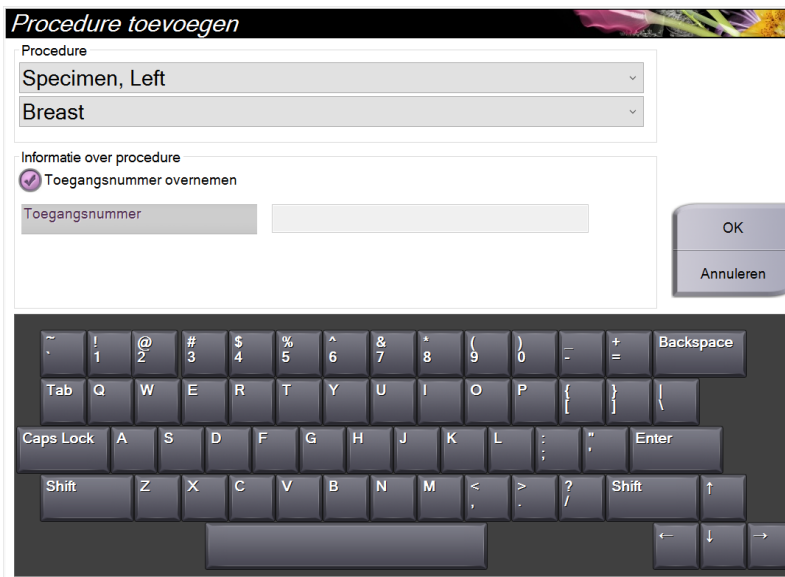 Procedure toevoegen
Procedure
Specimen, Left
Breast
Informatie over procedure
Toegangsnummer overnemen
Toegangsnummer
OK
Annuleren
~ ! @ # $ % ^ & * ( ) _ + Backspace
` 1 2 3 4 5 6 7 8 9 0 - =
Tab Q W E R T Y U I O P { } |
[ ] \
Caps Lock A S D F G H J K L : " Enter
; '
Shift Z X C V B N M < > ? Shift ↑
, . /
← ↓ →